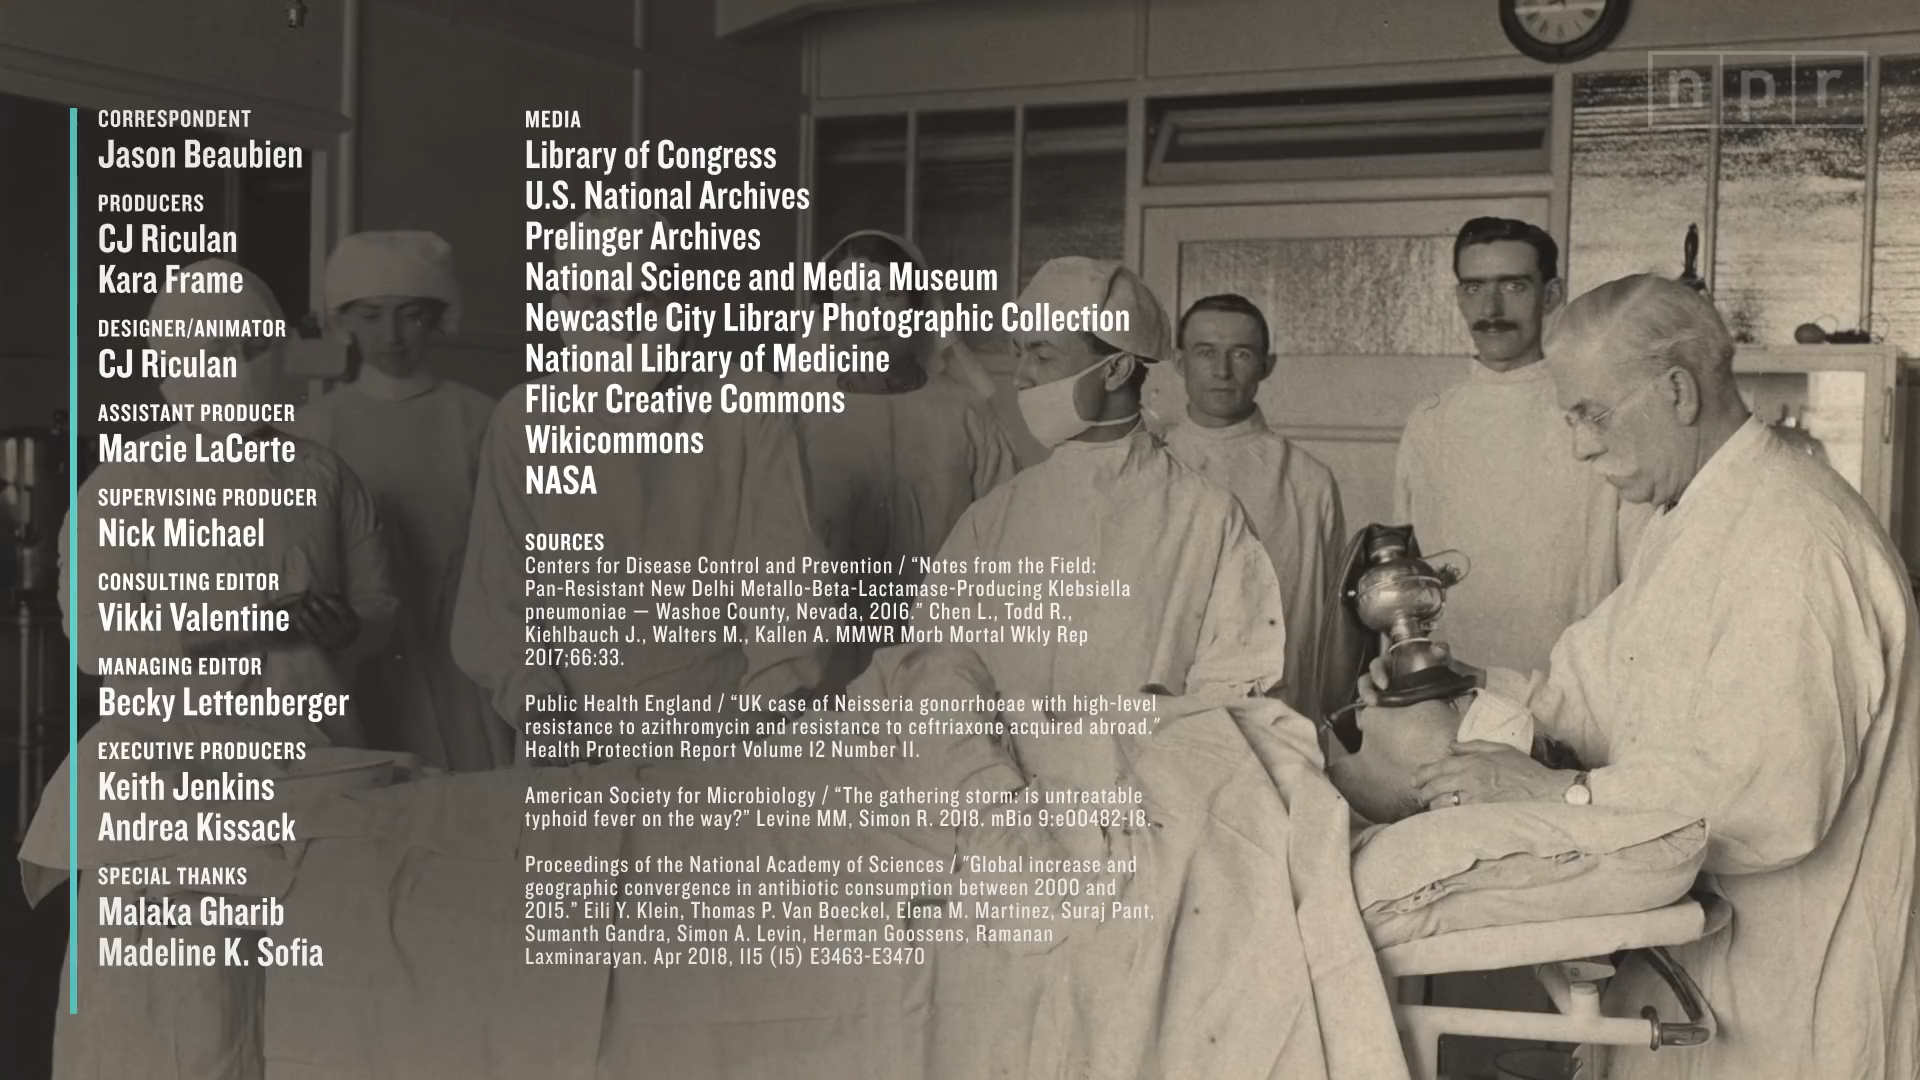 CORRESPONDENT
Jason Beaubien
PRODUCERS
CJ Riculan
Kara Frame
DESIGNER/ANIMATOR
CJ Riculan
ASSISTANT PRODUCER
Marcie LaCerte
SUPERVISING PRODUCER
Nick Michael
CONSULTING EDITOR
Vikki Valentine
MANAGING EDITOR
Becky Lettenberger
EXECUTIVE PRODUCERS
Keith Jenkins
Andrea Kissack
SPECIAL THANKS
Malaka Gharib
Madeline K. Sofia
MEDIA
Library of Congress
U.S. National Archives
Prelinger Archives
National Science and Media Museum
Newcastle City Library Photographic Collection
National Library of Medicine
Flickr Creative Commons
Wikicommons
NASA
SOURCES
Centers for Disease Control and Prevention / “Notes from the Field:
Pan-Resistant New Delhi Metallo-Beta-Lactamase-Producing Klebsiella
pneumoniae — Washoe County, Nevada, 2016.” Chen L., Todd R.,
Kiehlbauch J., Walters M., Kallen A. MMWR Morb Mortal Wkly Rep
2017;66:33.
Public Health England / “UK case of Neisseria gonorrhoeae with high-level
resistance to azithromycin and resistance to ceftriaxone acquired abroad.”
Health Protection Report Volume 12 Number 11.
American Society for Microbiology / “The gathering storm: is untreatable
typhoid fever on the way?” Levine MM, Simon R. 2018. mBio 9:e00482-18.
Proceedings of the National Academy of Sciences / "Global increase and
geographic convergence in antibiotic consumption between 2000 and
2015.” Eili Y. Klein, Thomas P. Van Boeckel, Elena M. Martinez, Suraj Pant,
Sumanth Gandra, Simon A. Levin, Herman Goossens, Ramanan
Laxminarayan. Apr 2018, 115 (15) E3463-E3470
npr